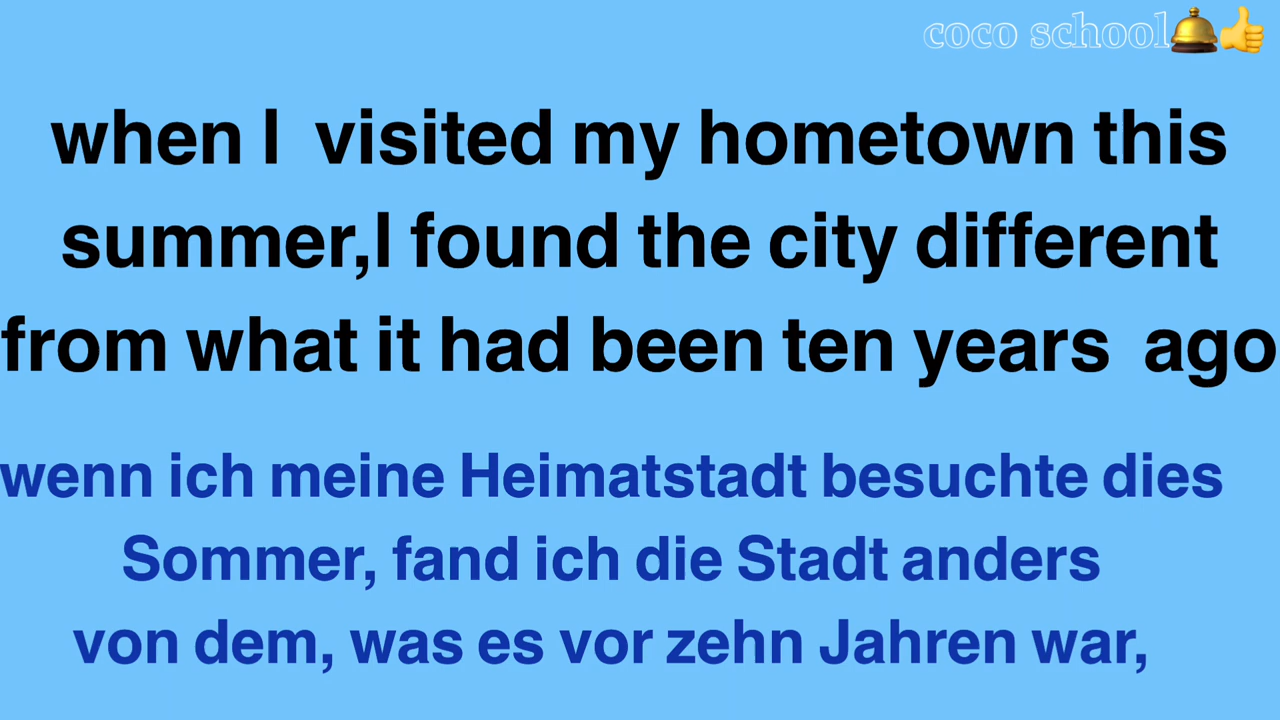 coco school🛎️👍
when I visited my hometown this
summer,I found the city different
from what it had been ten years ago
wenn ich meine Heimatstadt besuchte dies
Sommer, fand ich die Stadt anders
von dem, was es vor zehn Jahren war,